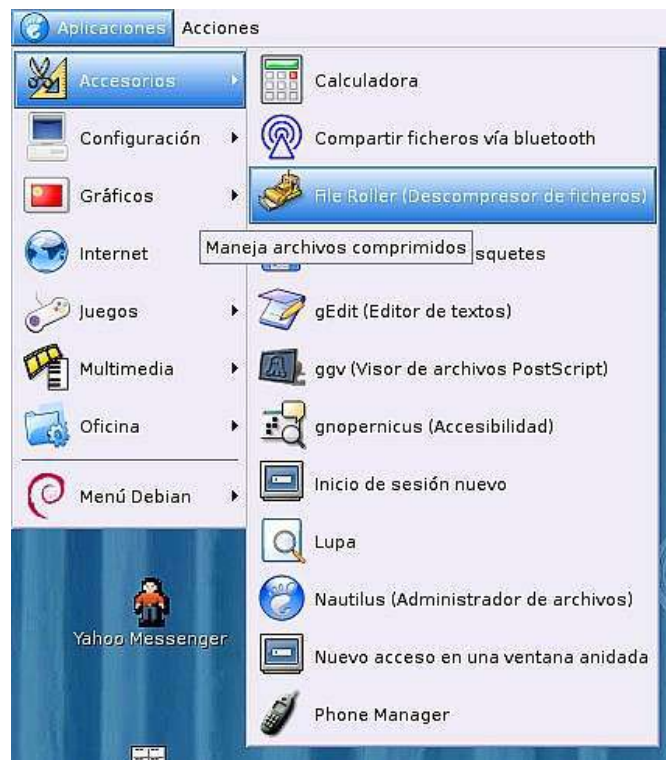 Aplicaciones Acciones
Accesorios
Configuración
Gráficos
Internet
Juegos
Multimedia
Oficina
Menú Debian
Calculadora
Compartir ficheros vía bluetooth
File Roller (Descompresor de ficheros)
Maneja archivos comprimidos
squetes
gEdit (Editor de textos)
ggv (Visor de archivos PostScript)
gnopernicus (Accesibilidad)
Inicio de sesión nuevo
Lupa
Nautilus (Administrador de archivos)
Nuevo acceso en una ventana anidada
Phone Manager
Yahoo Messenger